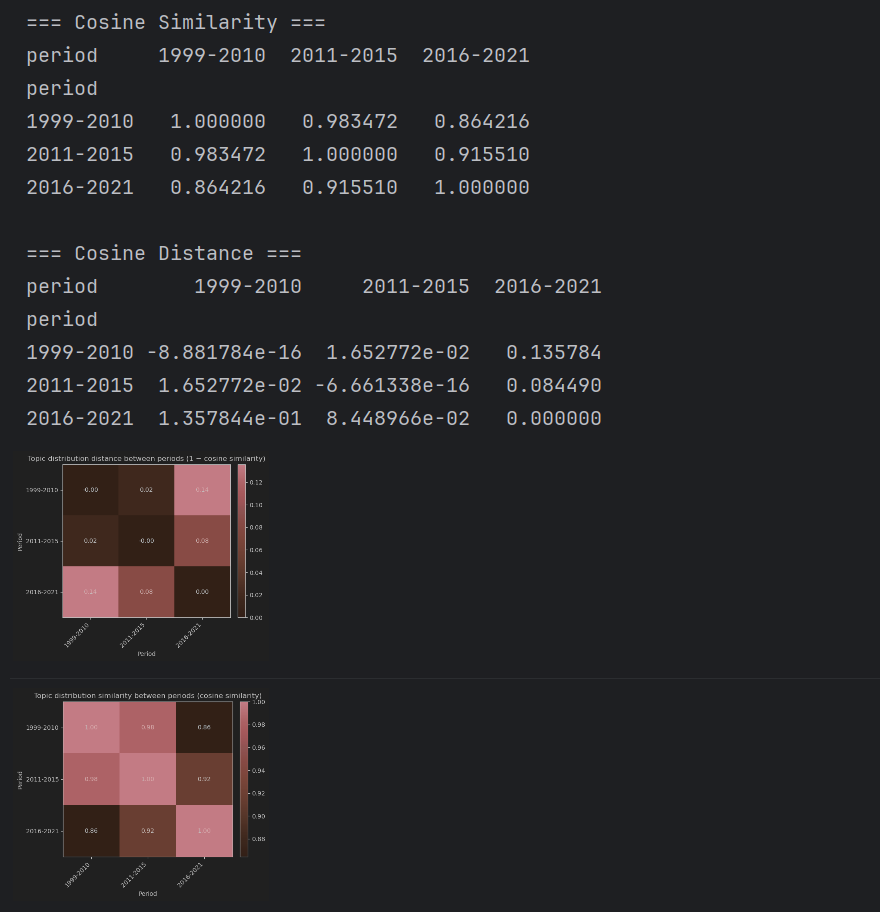 === Cosine Similarity ===
period 1999-2010 2011-2015 2016-2021
period
1999-2010 1.000000 0.983472 0.864216
2011-2015 0.983472 1.000000 0.915510
2016-2021 0.864216 0.915510 1.000000
=== Cosine Distance ===
period 1999-2010 2011-2015 2016-2021
period
1999-2010 -8.881784e-16 1.652772e-02 0.135784
2011-2015 1.652772e-02 -6.661338e-16 0.084490
2016-2021 1.357844e-01 8.448966e-02 0.000000
Topic distribution distance between periods (1 − cosine similarity)
1999-2010 -0.00 0.02 0.14
2011-2015 0.02 -0.00 0.08
2016-2021 0.14 0.08 0.00
Period
1999-2010 2011-2015 2016-2021
Period
0.12
0.10
0.08
0.06
0.04
0.02
0.00
Topic distribution similarity between periods (cosine similarity)
1999-2010 1.00 0.98 0.86
2011-2015 0.98 1.00 0.92
2016-2021 0.86 0.92 1.00
Period
1999-2010 2011-2015 2016-2021
Period
1.00
0.98
0.96
0.94
0.92
0.90
0.88